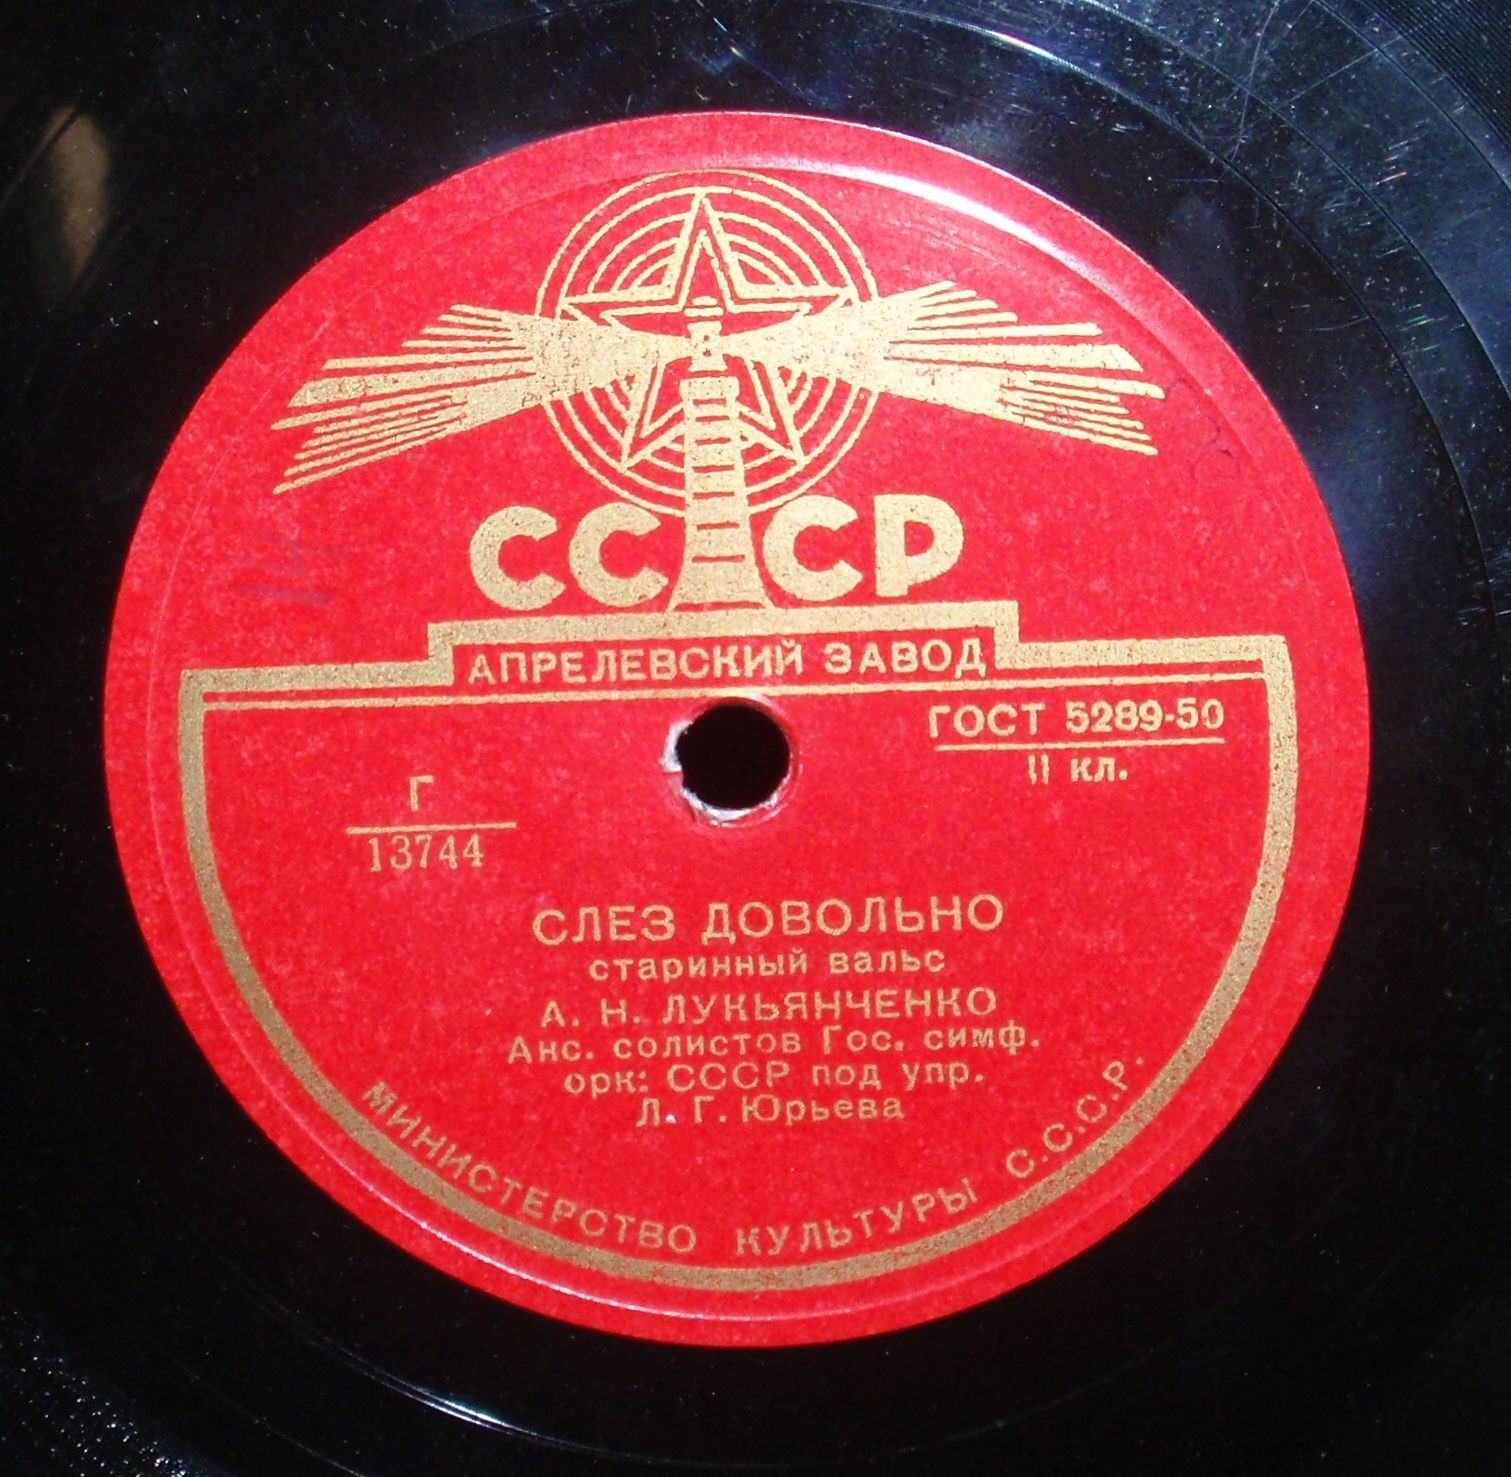 СССР
АПРЕЛЕВСКИЙ ЗАВОД
ГОСТ 5289-50
II кл.
Г
13744
СЛЕЗ ДОВОЛЬНО
старинный вальс
А. Н. ЛУКЬЯНЧЕНКО
Анс. солистов Гос. симф.
орк: СССР под упр.
Л. Г. Юрьева
МИНИСТЕРСТВО КУЛЬТУРЫ С.С.С.Р.